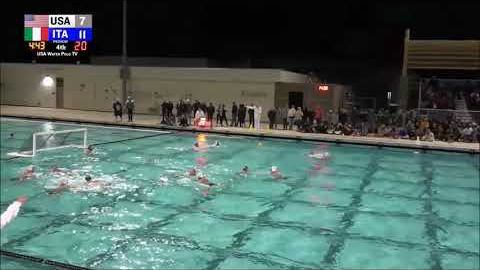 USA 7
ITA 11
4:43 4th 20
USA Water Polo TV